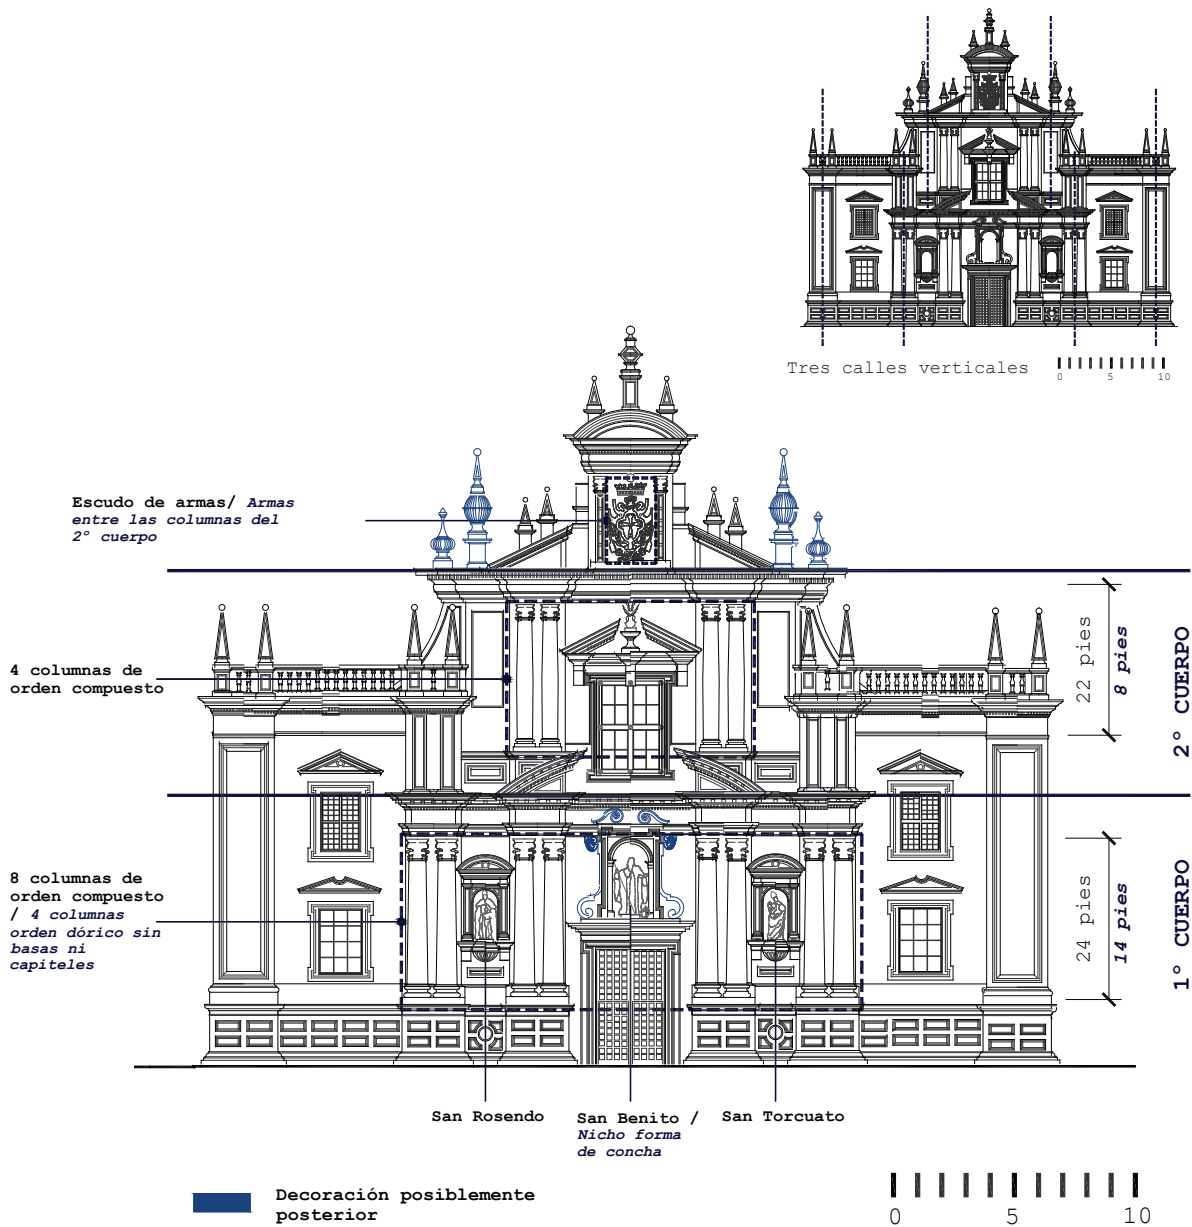 Tres calles verticales
0 5 10
Escudo de armas/ Armas
entre las columnas del
2° cuerpo
4 columnas de
orden compuesto
22 pies
8 pies
2° CUERPO
8 columnas de
orden compuesto
/ 4 columnas
orden dórico sin
basas ni
capiteles
24 pies
14 pies
1° CUERPO
San Rosendo
San Benito /
Nicho forma
de concha
San Torcuato
Decoración posiblemente
posterior
0 5 10